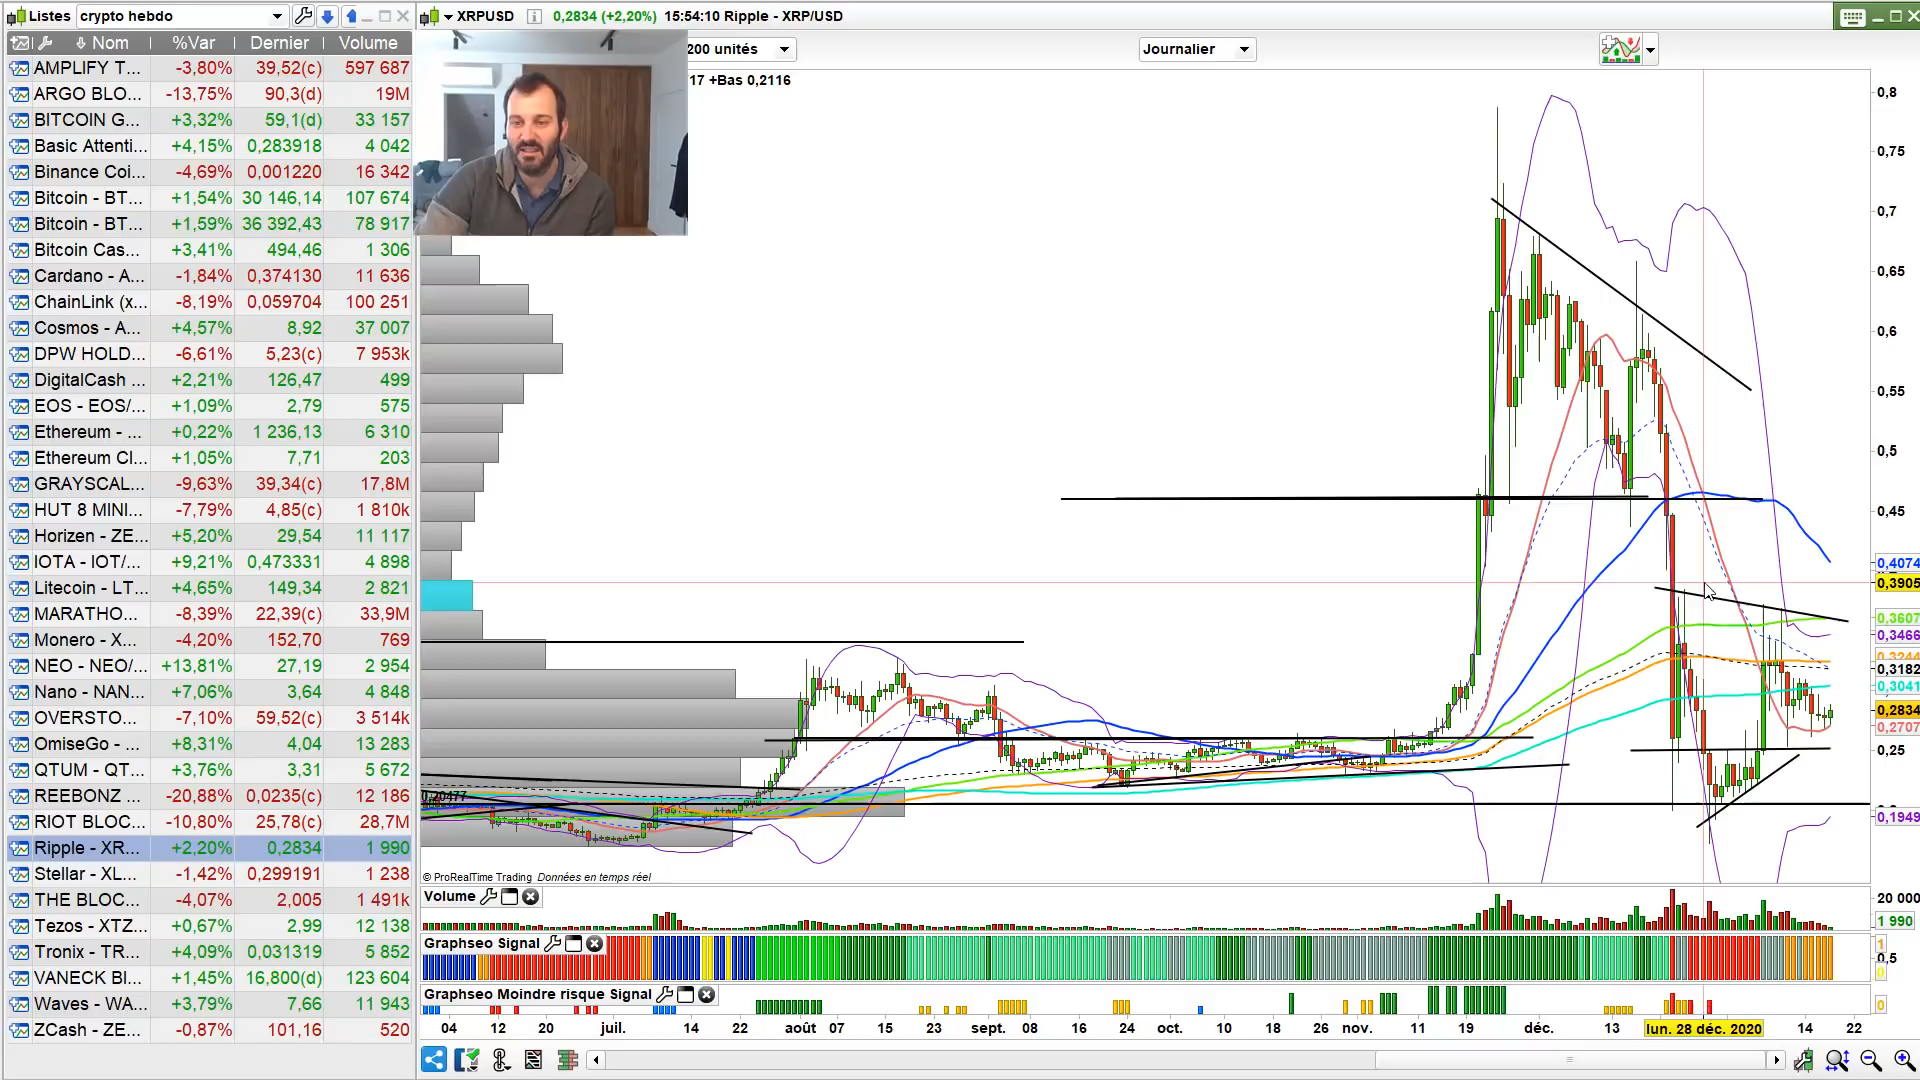 Listes crypto hebdo
XRPUSD 0,2834 (+2,20%) 15:54:10 Ripple - XRP/USD
Nom %Var Dernier Volume
200 unités
Journalier
17 +Bas 0,2116
AMPLIFY T... -3,80% 39,52(c) 597 687
ARGO BLO... -13,75% 90,3(d) 19M
BITCOIN G... +3,32% 59,1(d) 33 157
Basic Attenti... +4,15% 0,283918 4 042
Binance Coi... -4,69% 0,001220 16 342
Bitcoin - BT... +1,54% 30 146,14 107 674
Bitcoin - BT... +1,59% 36 392,43 78 917
Bitcoin Cas... +3,41% 494,46 1 306
Cardano - A... -1,84% 0,374130 11 636
ChainLink (x... -8,19% 0,059704 100 251
Cosmos - A... +4,57% 8,92 37 007
DPW HOLD... -6,61% 5,23(c) 7 953k
DigitalCash ... +2,21% 126,47 499
EOS - EOS/... +1,09% 2,79 575
Ethereum - ... +0,22% 1 236,13 6 310
Ethereum Cl... +1,05% 7,71 203
GRAYSCAL... -9,63% 39,34(c) 17,8M
HUT 8 MINI... -7,79% 4,85(c) 1 810k
Horizen - ZE... +5,20% 29,54 11 117
IOTA - IOT/... +9,21% 0,473331 4 898
Litecoin - LT... +4,65% 149,34 2 821
MARATHO... -8,39% 22,39(c) 33,9M
Monero - X... -4,20% 152,70 769
NEO - NEO/... +13,81% 27,19 2 954
Nano - NAN... +7,06% 3,64 4 848
OVERSTO... -7,10% 59,52(c) 3 514k
OmiseGo - ... +8,31% 4,04 13 283
QTUM - QT... +3,76% 3,31 5 672
REEBONZ ... -20,88% 0,0235(c) 12 186
RIOT BLOC... -10,80% 25,78(c) 28,7M
Ripple - XR... +2,20% 0,2834 1 990
Stellar - XL... -1,42% 0,299191 1 238
THE BLOC... -4,07% 2,005 1 491k
Tezos - XTZ... +0,67% 2,99 12 138
Tronix - TR... +4,09% 0,031319 5 852
VANECK BI... +1,45% 16,800(d) 123 604
Waves - WA... +3,79% 7,66 11 943
ZCash - ZE... -0,87% 101,16 520
0,8
0,75
0,7
0,65
0,6
0,55
0,5
0,45
0,4074
0,3905
0,3607
0,3466
0,3244
0,3182
0,3041
0,2834
0,2707
0,25
0,1949
© ProRealTime Trading Données en temps réel
Volume
20 000
1 990
Graphseo Signal
1
0,5
0
Graphseo Moindre risque Signal
0
04 12 20 juil. 14 22 août 07 15 23 sept. 08 16 24 oct. 10 18 26 nov. 11 19 déc. 13 lun. 28 déc. 2020 14 22